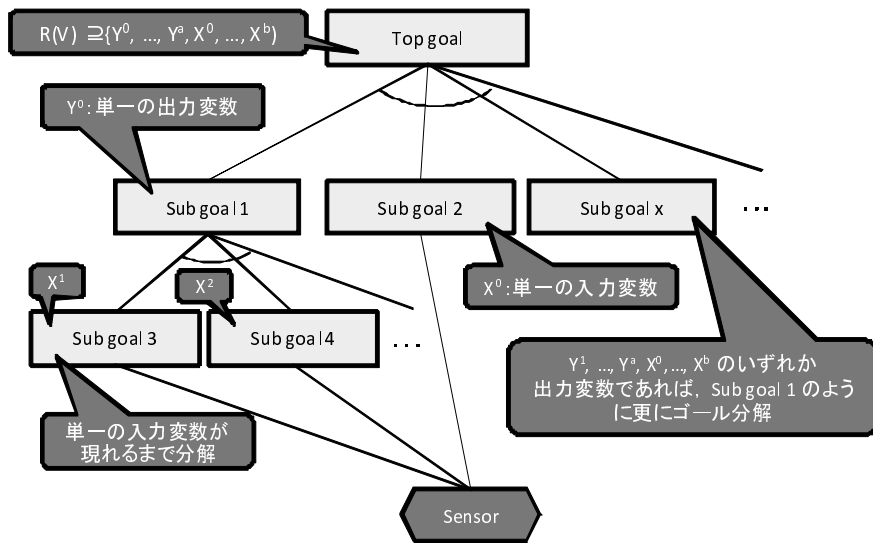 R(V) ⊇{Y⁰, ..., Yᵃ, X⁰, ..., Xᵇ)
Top goal
Y⁰:単一の出力変数
Sub goal 1
Sub goal 2
Sub goal x
...
X¹
X²
X⁰:単一の入力変数
Sub goal 3
Sub goal 4
...
Y¹, ..., Yᵃ, X⁰,..., Xᵇ のいずれか
出力変数であれば, Sub goal 1 のよう
に更にゴール分解
単一の入力変数が
現れるまで分解
Sensor